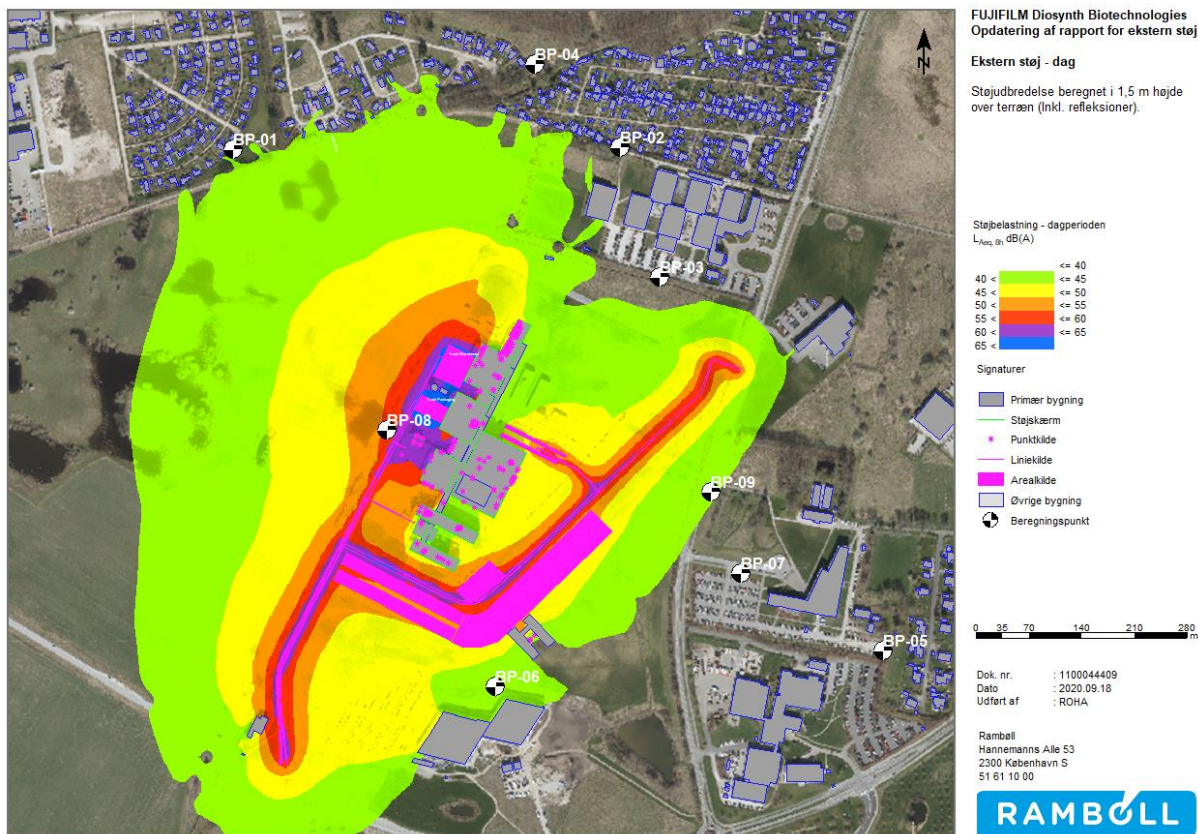 FUJIFILM Diosynth Biotechnologies
Opdatering af rapport for ekstern støj
Ekstern støj - dag
Støjudbredelse beregnet i 1,5 m højde
over terræn (Inkl. refleksioner).
N
BP-04
BP-01
BP-02
BP-03
BP-08
BP-09
BP-07
BP-05
BP-06
Støjbelastning - dagperioden
LAeq, 8h dB(A)
<= 40
40 < <= 45
45 < <= 50
50 < <= 55
55 < <= 60
60 < <= 65
65 <
Signaturer
Primær bygning
Støjskærm
Punktkilde
Liniekilde
Arealkilde
Øvrige bygning
Beregningspunkt
0 35 70 140 210 280
m
Dok. nr. : 1100044409
Dato : 2020.09.18
Udført af : ROHA
Rambøll
Hannemanns Alle 53
2300 København S
51 61 10 00
RAMBOLL